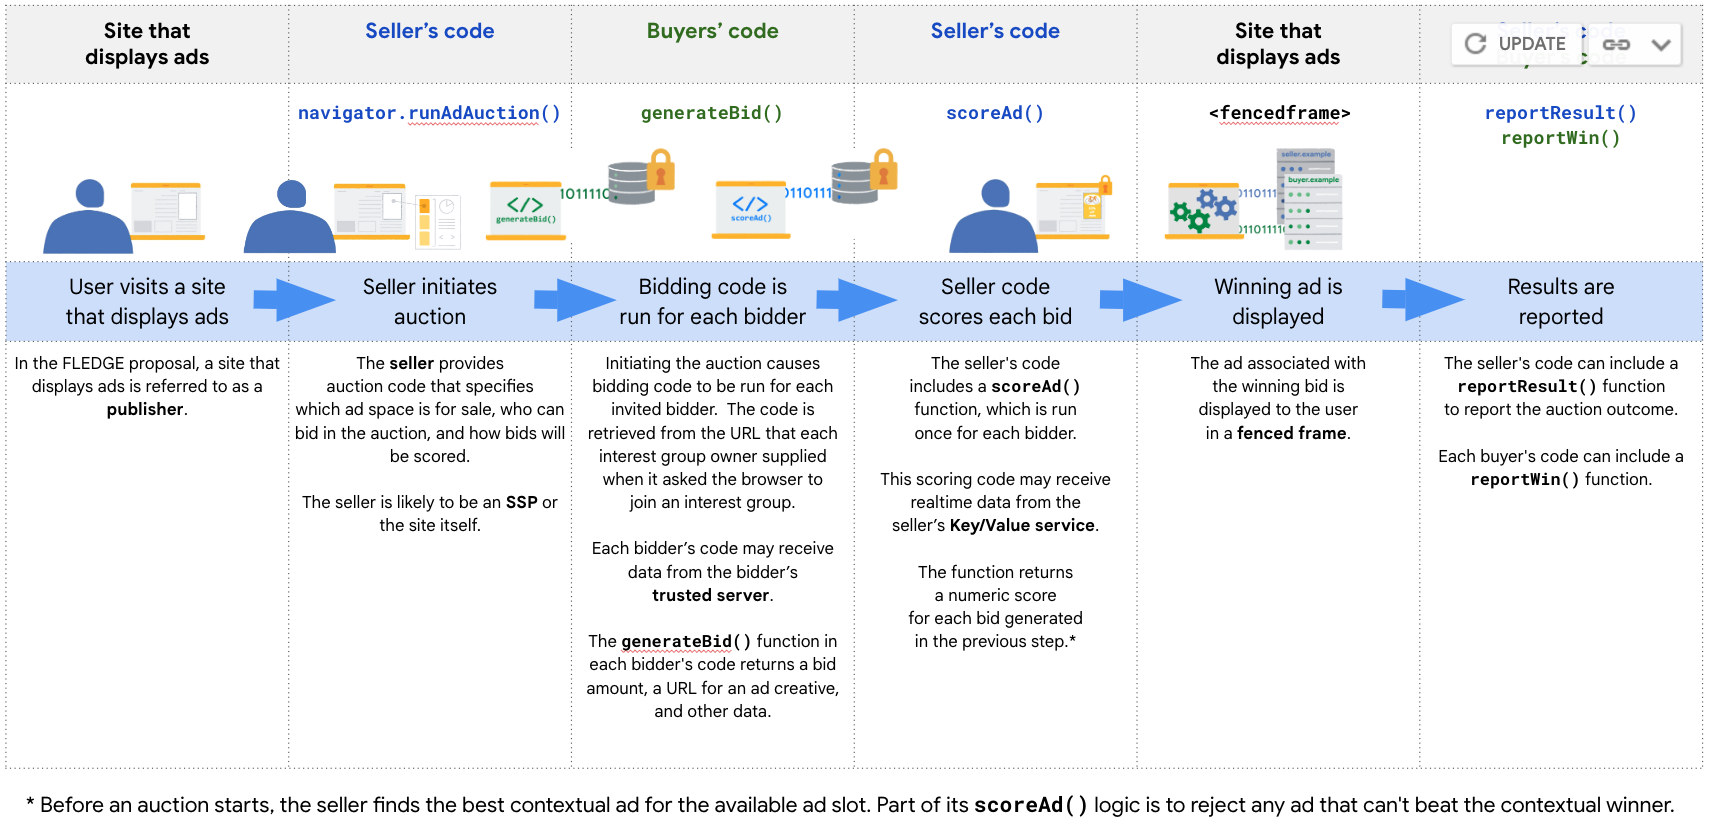 Site that
displays ads
Seller's code
Buyers' code
Seller's code
Site that
displays ads
UPDATE
navigator.runAdAuction()
generateBid()
scoreAd()
<fencedframe>
reportResult()
reportWin()
</>
generateBid()
101110
</>
scoreAd()
0110111
seller.example
buyer.example
0110111
0110111
User visits a site
that displays ads
Seller initiates
auction
Bidding code is
run for each bidder
Seller code
scores each bid
Winning ad is
displayed
Results are
reported
In the FLEDGE proposal, a site that
displays ads is referred to as a
publisher.
The seller provides
auction code that specifies
which ad space is for sale, who can
bid in the auction, and how bids will
be scored.
The seller is likely to be an SSP or
the site itself.
Initiating the auction causes
bidding code to be run for each
invited bidder. The code is
retrieved from the URL that each
interest group owner supplied
when it asked the browser to
join an interest group.
Each bidder's code may receive
data from the bidder's
trusted server.
The generateBid() function in
each bidder's code returns a bid
amount, a URL for an ad creative,
and other data.
The seller's code
includes a scoreAd()
function, which is run
once for each bidder.
This scoring code may receive
realtime data from the
seller's Key/Value service.
The function returns
a numeric score
for each bid generated
in the previous step.*
The ad associated with
the winning bid is
displayed to the user
in a fenced frame.
The seller's code can include a
reportResult() function
to report the auction outcome.
Each buyer's code can include a
reportWin() function.
* Before an auction starts, the seller finds the best contextual ad for the available ad slot. Part of its scoreAd() logic is to reject any ad that can't beat the contextual winner.